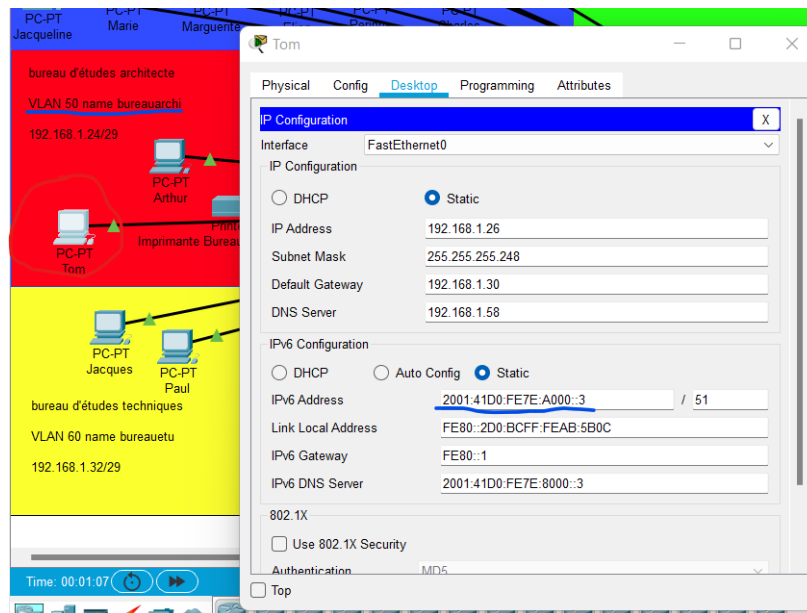 PC-PT
Jacqueline
PC-PT
Marie
PC-PT
Marguerite
PC-PT
PC-PT
PC-PT
bureau d'études architecte
VLAN 50 name bureauarchi
192.168.1.24/29
PC-PT
Arthur
Imprimante Bureau
PC-PT
Tom
PC-PT
Jacques
PC-PT
Paul
bureau d'études techniques
VLAN 60 name bureauetu
192.168.1.32/29
Time: 00:01:07
Tom
Physical Config Desktop Programming Attributes
IP Configuration X
Interface FastEthernet0
IP Configuration
DHCP Static
IP Address 192.168.1.26
Subnet Mask 255.255.255.248
Default Gateway 192.168.1.30
DNS Server 192.168.1.58
IPv6 Configuration
DHCP Auto Config Static
IPv6 Address 2001:41D0:FE7E:A000::3 / 51
Link Local Address FE80::2D0:BCFF:FEAB:5B0C
IPv6 Gateway FE80::1
IPv6 DNS Server 2001:41D0:FE7E:8000::3
802.1X
Use 802.1X Security
Authentication MD5
Top